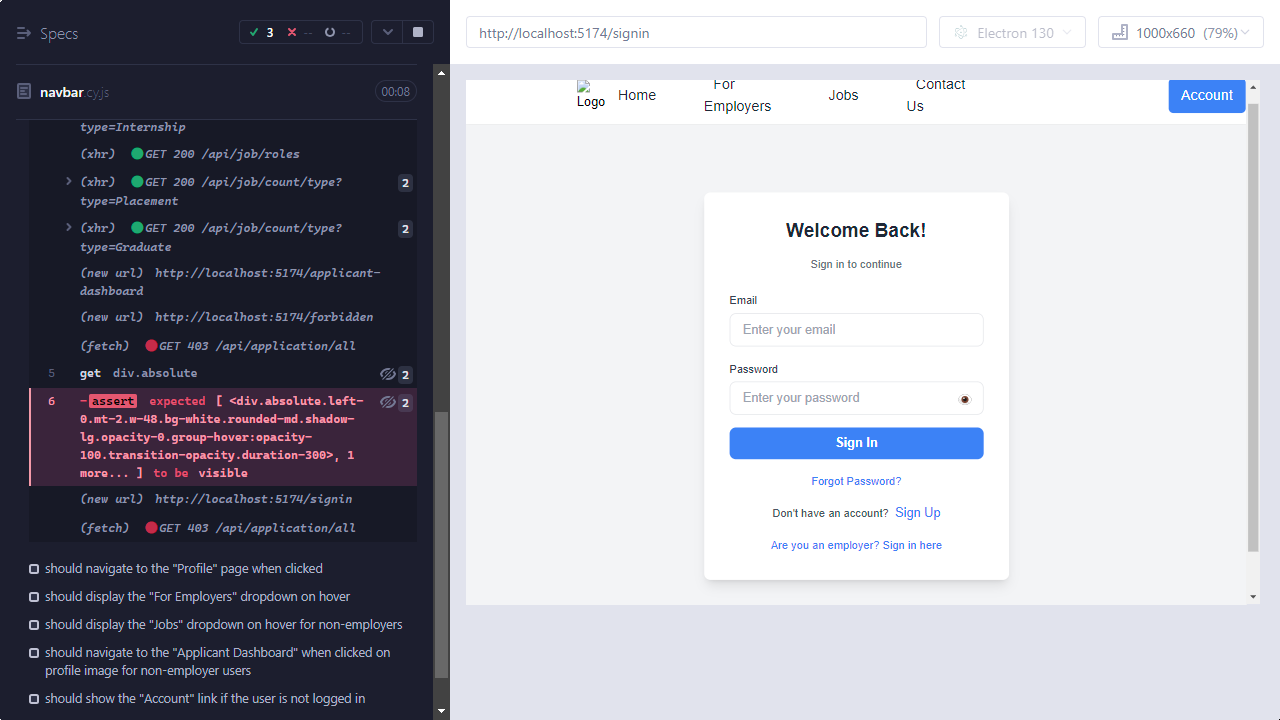 Specs
3
--
--
navbar.cy.js
00:08
type=Internship
(xhr) GET 200 /api/job/roles
(xhr) GET 200 /api/job/count/type?
type=Placement
2
(xhr) GET 200 /api/job/count/type?
type=Graduate
2
(new url) http://localhost:5174/applicant-
dashboard
(new url) http://localhost:5174/forbidden
(fetch) GET 403 /api/application/all
5 get div.absolute 2
6 -assert expected [ <div.absolute.left- 2
0.mt-2.w-48.bg-white.rounded-md.shadow-
lg.opacity-0.group-hover:opacity-
100.transition-opacity.duration-300>, 1
more... ] to be visible
(new url) http://localhost:5174/signin
(fetch) GET 403 /api/application/all
should navigate to the "Profile" page when clicked
should display the "For Employers" dropdown on hover
should display the "Jobs" dropdown on hover for non-employers
should navigate to the "Applicant Dashboard" when clicked on
profile image for non-employer users
should show the "Account" link if the user is not logged in
http://localhost:5174/signin
Electron 130
1000x660 (79%)
Logo
Home
For
Employers
Jobs
Contact
Us
Account
Welcome Back!
Sign in to continue
Email
Enter your email
Password
Enter your password
Sign In
Forgot Password?
Don't have an account? Sign Up
Are you an employer? Sign in here